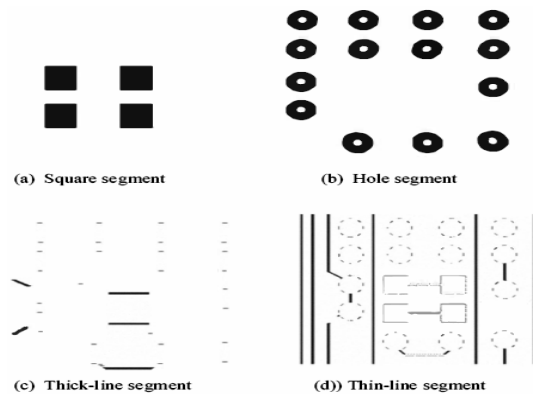 (a) Square segment
(b) Hole segment
(c) Thick-line segment
(d)) Thin-line segment